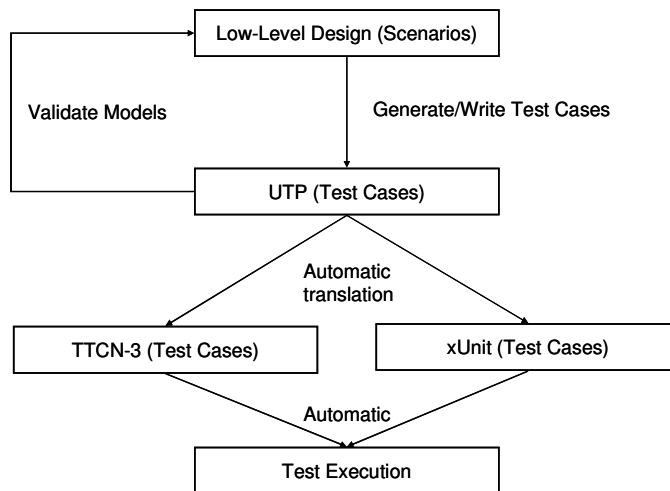 Low-Level Design (Scenarios)
Validate Models
Generate/Write Test Cases
UTP (Test Cases)
Automatic
translation
TTCN-3 (Test Cases)
xUnit (Test Cases)
Automatic
Test Execution